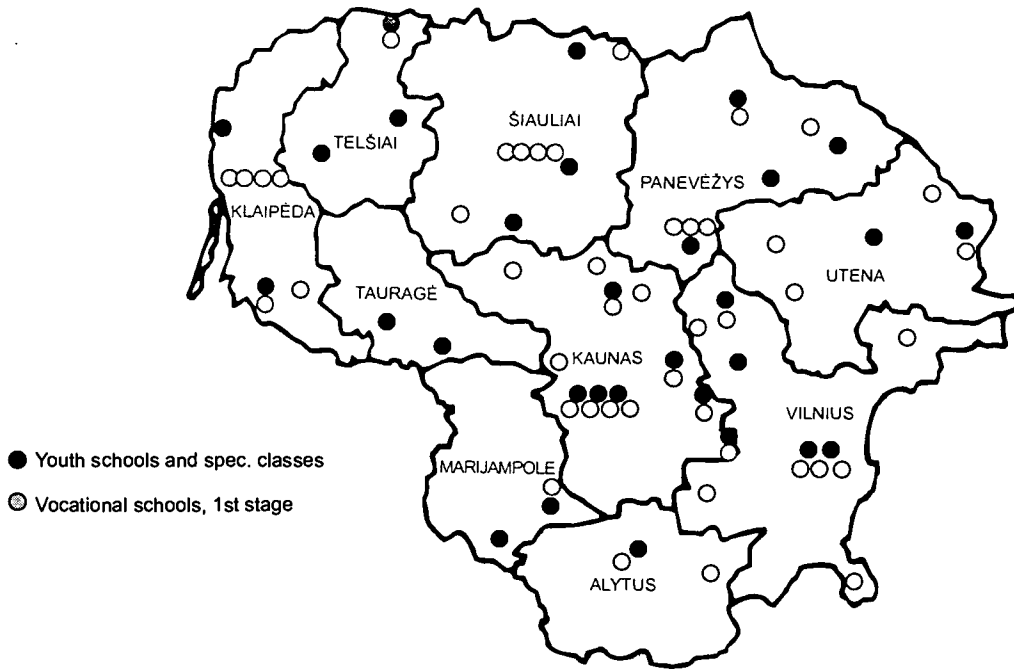 ŠIAULIAI
TELŠIAI
PANEVĖŽYS
KLAIPĖDA
UTENA
TAURAGĖ
KAUNAS
VILNIUS
MARIJAMPOLE
ALYTUS
Youth schools and spec. classes
Vocational schools, 1st stage